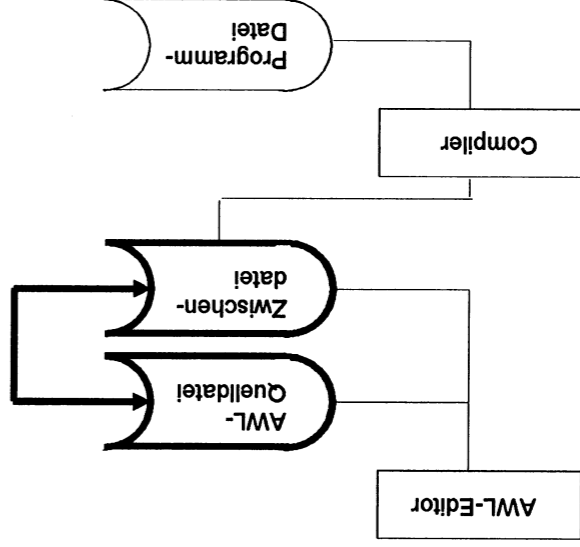 AWL-Editor
AWL-
Quelldatei
Zwischen-
datei
Compiler
Programm-
Datei